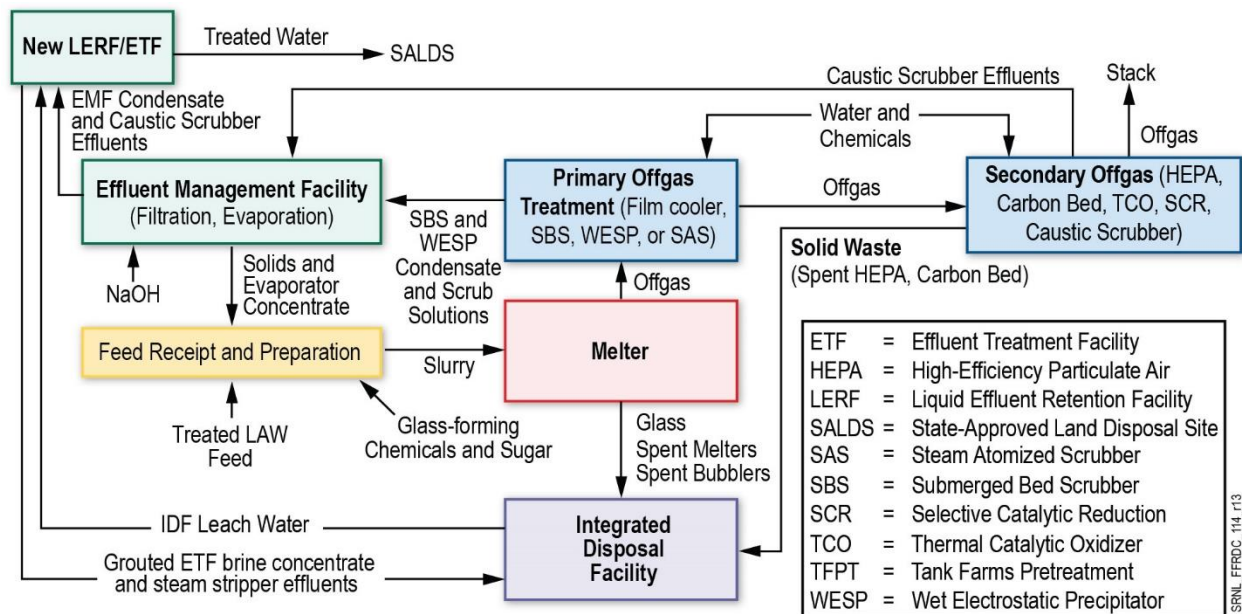 New LERF/ETF
Treated Water
SALDS
EMF Condensate
and Caustic Scrubber
Effluents
Caustic Scrubber Effluents
Stack
Water and
Chemicals
Offgas
Effluent Management Facility
(Filtration, Evaporation)
SBS and
WESP
Condensate
and Scrub
Solutions
Primary Offgas
Treatment (Film cooler,
SBS, WESP, or SAS)
Offgas
Secondary Offgas (HEPA,
Carbon Bed, TCO, SCR,
Caustic Scrubber)
Solid Waste
(Spent HEPA, Carbon Bed)
NaOH
Solids and
Evaporator
Concentrate
Offgas
Feed Receipt and Preparation
Slurry
Melter
Treated LAW
Feed
Glass-forming
Chemicals and Sugar
Glass
Spent Melters
Spent Bubblers
IDF Leach Water
Grouted ETF brine concentrate
and steam stripper effluents
Integrated
Disposal
Facility
ETF = Effluent Treatment Facility
HEPA = High-Efficiency Particulate Air
LERF = Liquid Effluent Retention Facility
SALDS = State-Approved Land Disposal Site
SAS = Steam Atomized Scrubber
SBS = Submerged Bed Scrubber
SCR = Selective Catalytic Reduction
TCO = Thermal Catalytic Oxidizer
TFPT = Tank Farms Pretreatment
WESP = Wet Electrostatic Precipitator
SRNL_FFRDC_114_r13